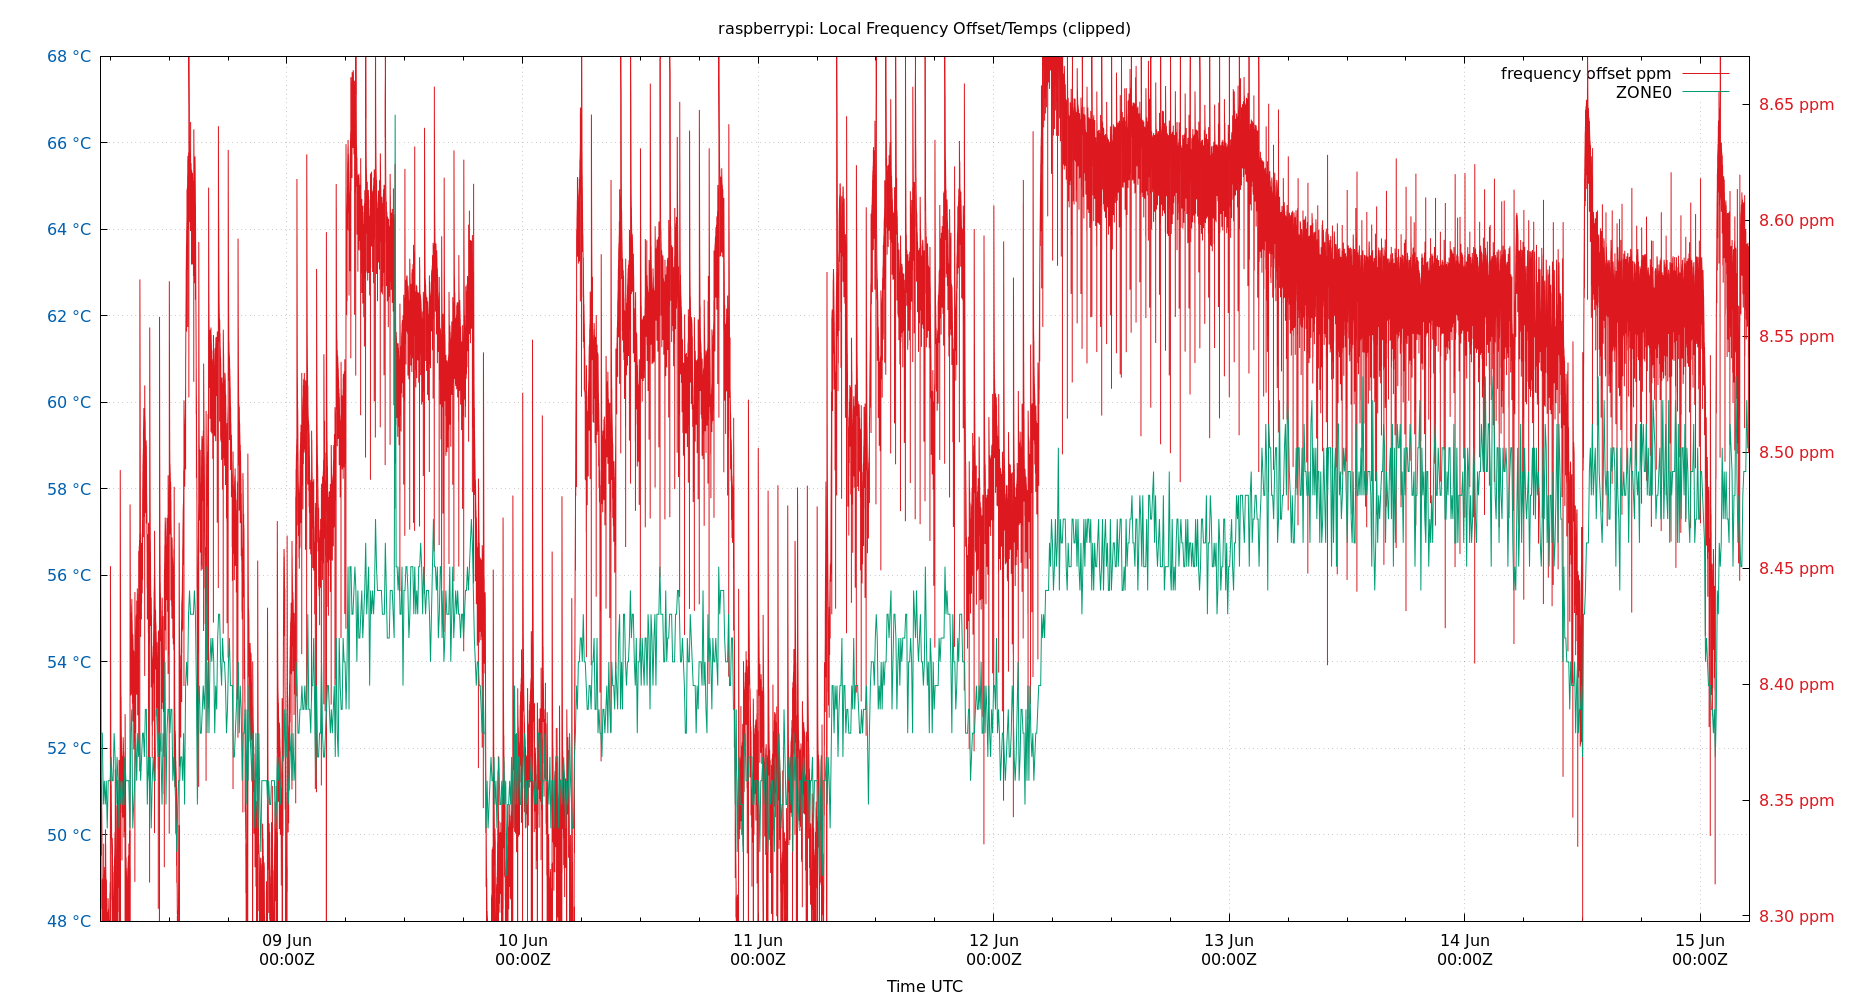 raspberrypi: Local Frequency Offset/Temps (clipped)
68 °C
66 °C
64 °C
62 °C
60 °C
58 °C
56 °C
54 °C
52 °C
50 °C
48 °C
frequency offset ppm
ZONE0
8.65 ppm
8.60 ppm
8.55 ppm
8.50 ppm
8.45 ppm
8.40 ppm
8.35 ppm
8.30 ppm
09 Jun
00:00Z
10 Jun
00:00Z
11 Jun
00:00Z
12 Jun
00:00Z
13 Jun
00:00Z
14 Jun
00:00Z
15 Jun
00:00Z
Time UTC